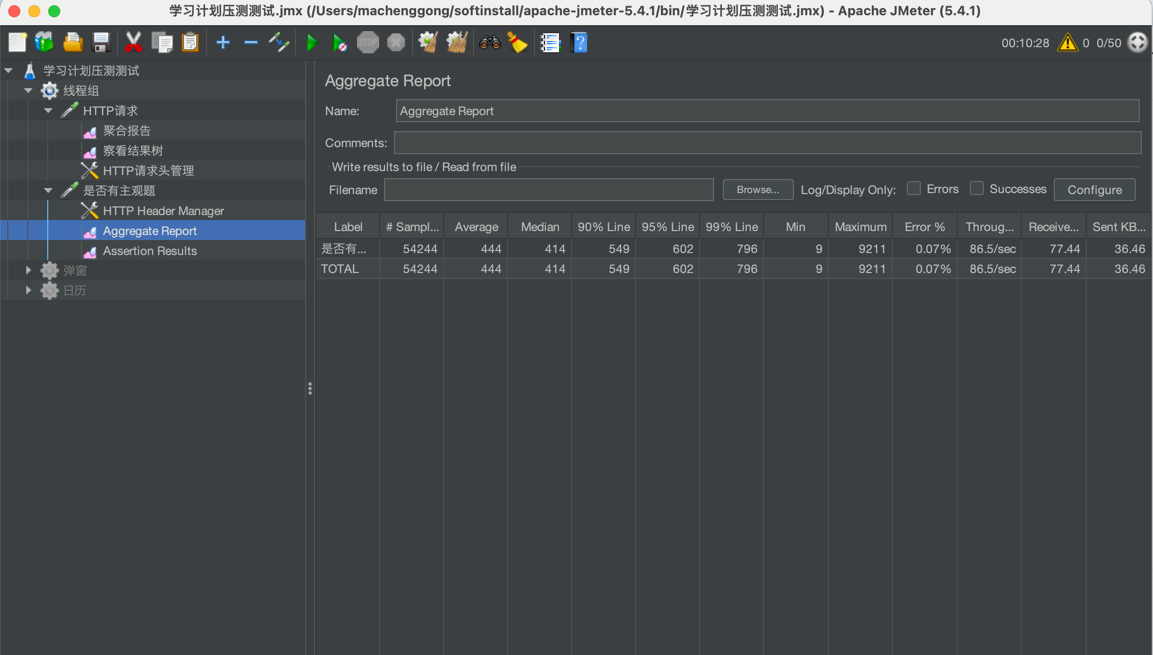 学习计划压测测试.jmx (/Users/machenggong/softinstall/apache-jmeter-5.4.1/bin/学习计划压测测试.jmx) - Apache JMeter (5.4.1)
STOP
00:10:28 0 0/50
学习计划压测测试
线程组
HTTP请求
聚合报告
察看结果树
HTTP请求头管理
是否有主观题
HTTP Header Manager
Aggregate Report
Assertion Results
弹窗
日历
Aggregate Report
Name: Aggregate Report
Comments:
Write results to file / Read from file
Filename Browse... Log/Display Only: Errors Successes Configure
Label # Sampl... Average Median 90% Line 95% Line 99% Line Min Maximum Error % Throug... Receive... Sent KB...
是否有... 54244 444 414 549 602 796 9 9211 0.07% 86.5/sec 77.44 36.46
TOTAL 54244 444 414 549 602 796 9 9211 0.07% 86.5/sec 77.44 36.46